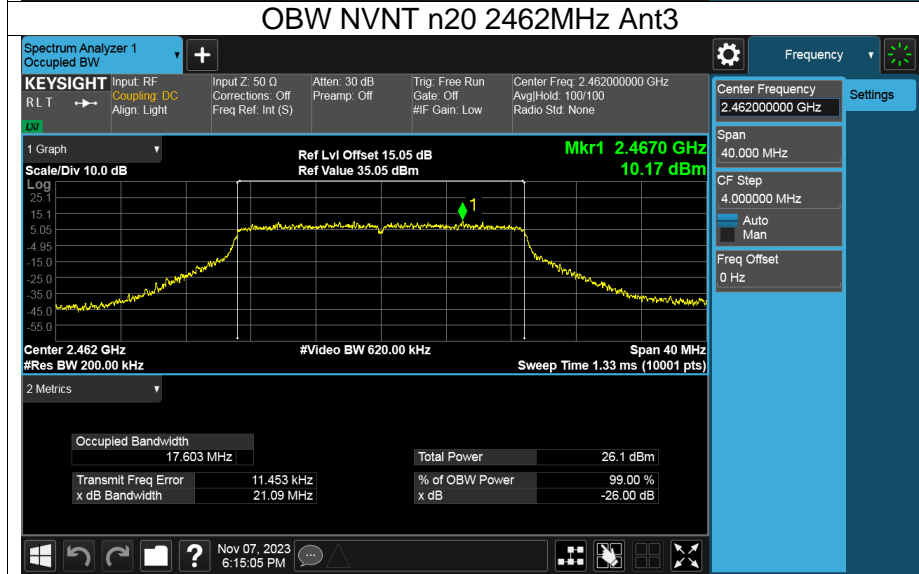 OBW NVNT n20 2462MHz Ant3
Spectrum Analyzer 1
Occupied BW
+
Frequency
KEYSIGHT
RLT
LXI
Input: RF
Coupling: DC
Align: Light
Input Z: 50 Ω
Corrections: Off
Freq Ref: Int (S)
Atten: 30 dB
Preamp: Off
Trig: Free Run
Gate: Off
#IF Gain: Low
Center Freq: 2.462000000 GHz
Avg|Hold: 100/100
Radio Std: None
Center Frequency
2.462000000 GHz
Settings
Span
40.000 MHz
CF Step
4.000000 MHz
Auto
Man
Freq Offset
0 Hz
1 Graph
Scale/Div 10.0 dB
Ref Lvl Offset 15.05 dB
Ref Value 35.05 dBm
Mkr1 2.4670 GHz
10.17 dBm
Log
25.1
15.1
5.05
-4.95
-15.0
-25.0
-35.0
-45.0
-55.0
1
Center 2.462 GHz
#Video BW 620.00 kHz
Span 40 MHz
#Res BW 200.00 kHz
Sweep Time 1.33 ms (10001 pts)
2 Metrics
Occupied Bandwidth
17.603 MHz
Total Power 26.1 dBm
Transmit Freq Error 11.453 kHz
% of OBW Power 99.00 %
x dB Bandwidth 21.09 MHz
x dB -26.00 dB
?
Nov 07, 2023
6:15:05 PM